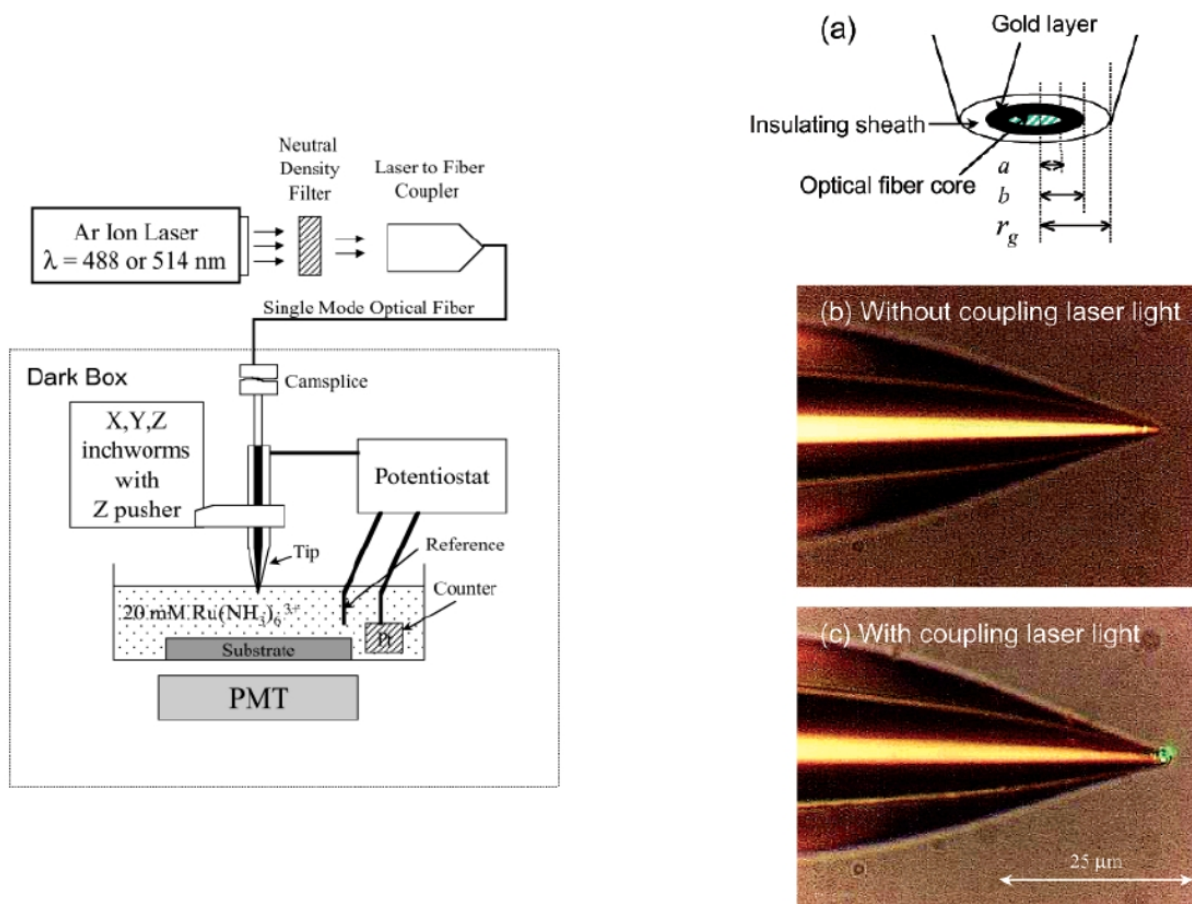 Neutral
Density
Filter
Laser to Fiber
Coupler
Ar Ion Laser
λ = 488 or 514 nm
Single Mode Optical Fiber
Dark Box
Camsplice
X,Y,Z
inchworms
with
Z pusher
Potentiostat
Tip
Reference
Counter
20 mM Ru(NH3)6 3+
Pt
Substrate
PMT
(a)
Gold layer
Insulating sheath
Optical fiber core
a
b
rg
(b) Without coupling laser light
(c) With coupling laser light
25 μm